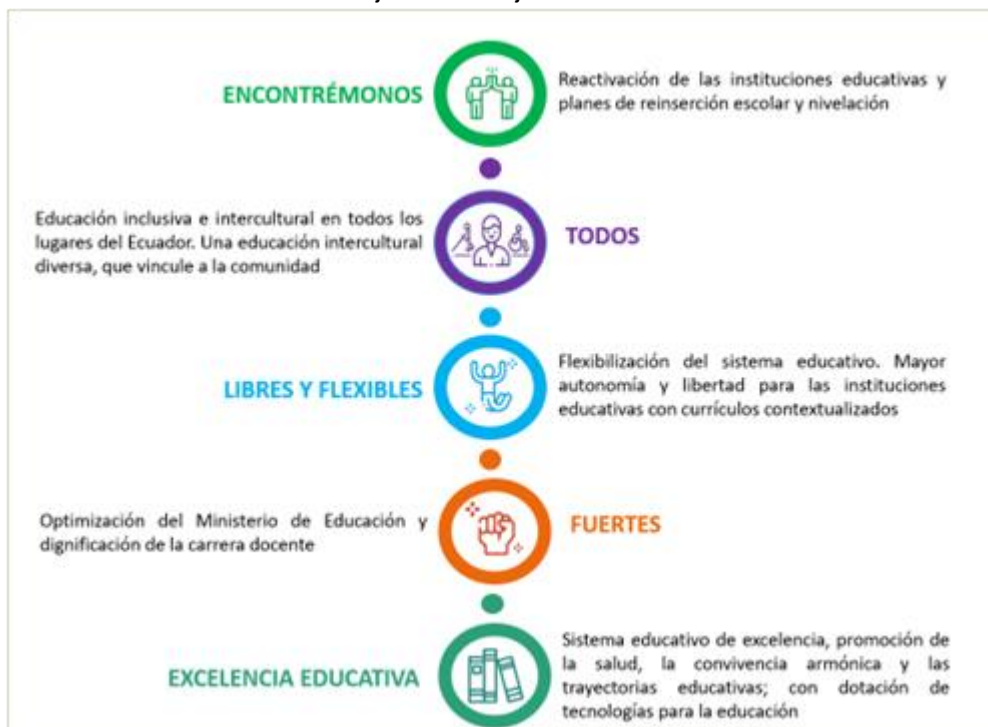 ENCONTRÉMONOS
Reactivación de las instituciones educativas y
planes de reinserción escolar y nivelación
Educación inclusiva e intercultural en todos los
lugares del Ecuador. Una educación intercultural
diversa, que vincule a la comunidad
TODOS
LIBRES Y FLEXIBLES
Flexibilización del sistema educativo. Mayor
autonomía y libertad para las instituciones
educativas con currículos contextualizados
Optimización del Ministerio de Educación y
dignificación de la carrera docente
FUERTES
EXCELENCIA EDUCATIVA
Sistema educativo de excelencia, promoción de
la salud, la convivencia armónica y las
trayectorias educativas; con dotación de
tecnologías para la educación